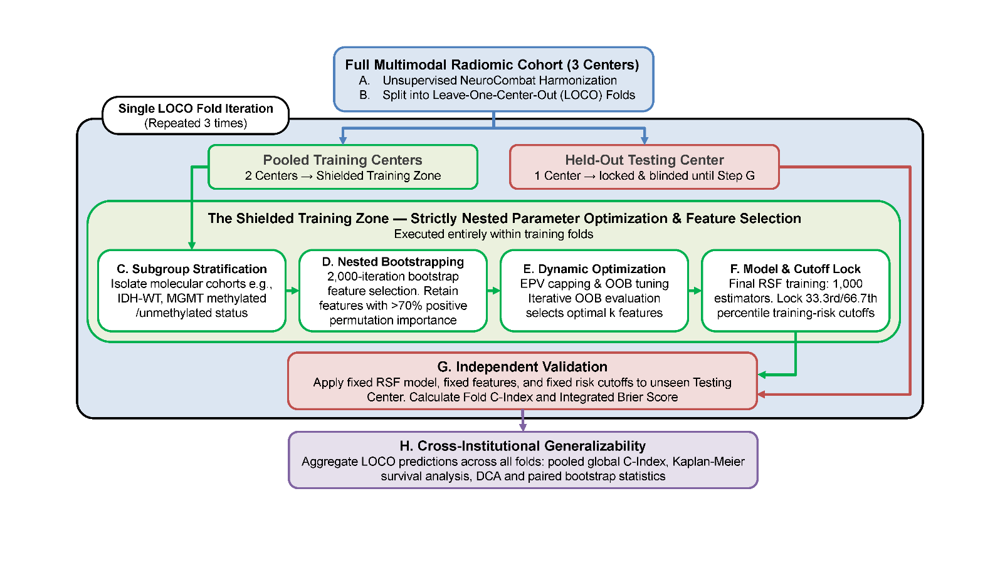 Full Multimodal Radiomic Cohort (3 Centers)
A. Unsupervised NeuroCombat Harmonization
B. Split into Leave-One-Center-Out (LOCO) Folds
Single LOCO Fold Iteration
(Repeated 3 times)
Pooled Training Centers
2 Centers → Shielded Training Zone
Held-Out Testing Center
1 Center → locked & blinded until Step G
The Shielded Training Zone — Strictly Nested Parameter Optimization & Feature Selection
Executed entirely within training folds
C. Subgroup Stratification
Isolate molecular cohorts e.g.,
IDH-WT, MGMT methylated
/unmethylated status
D. Nested Bootstrapping
2,000-iteration bootstrap
feature selection. Retain
features with >70% positive
permutation importance
E. Dynamic Optimization
EPV capping & OOB tuning
Iterative OOB evaluation
selects optimal k features
F. Model & Cutoff Lock
Final RSF training: 1,000
estimators. Lock 33.3rd/66.7th
percentile training-risk cutoffs
G. Independent Validation
Apply fixed RSF model, fixed features, and fixed risk cutoffs to unseen Testing
Center. Calculate Fold C-Index and Integrated Brier Score
H. Cross-Institutional Generalizability
Aggregate LOCO predictions across all folds: pooled global C-Index, Kaplan-Meier
survival analysis, DCA and paired bootstrap statistics